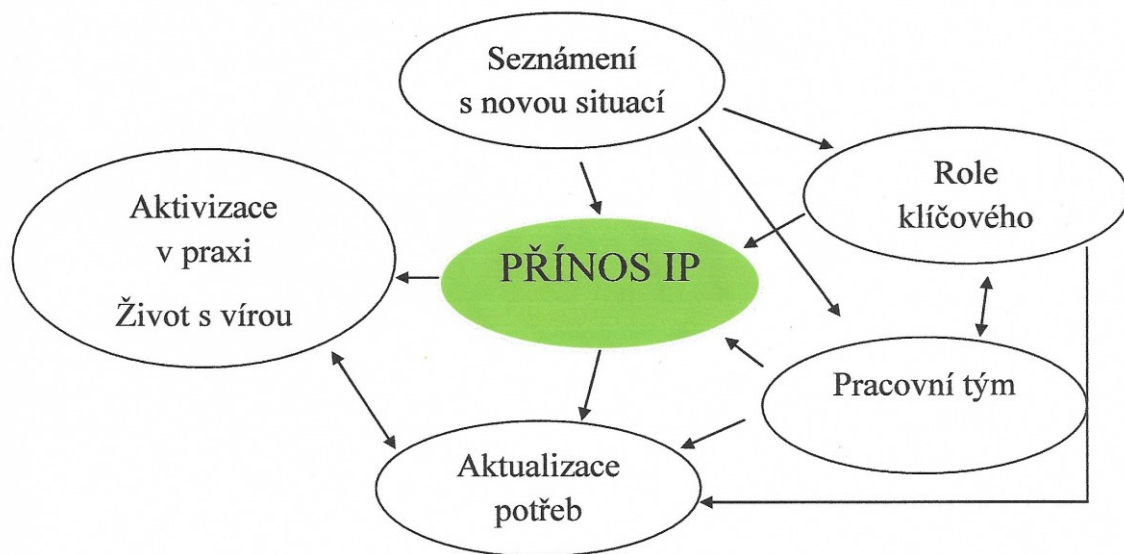 Seznámení
s novou situací
Role
klíčového
Aktivizace
v praxi
Život s vírou
PŘÍNOS IP
Pracovní tým
Aktualizace
potřeb